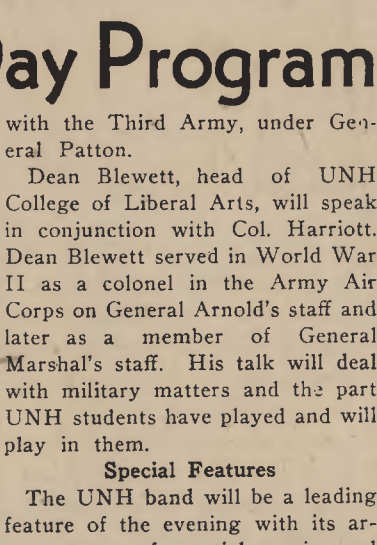 ay Program
with the Third Army, under Gen-
eral Patton.
Dean Blewett, head of UNH
College of Liberal Arts, will speak
in conjunction with Col. Harriott.
Dean Blewett served in World War
II as a colonel in the Army Air
Corps on General Arnold's staff and
later as a member of General
Marshal's staff. His talk will deal
with military matters and the part
UNH students have played and will
play in them.
Special Features
The UNH band will be a leading
feature of the evening with its ar-